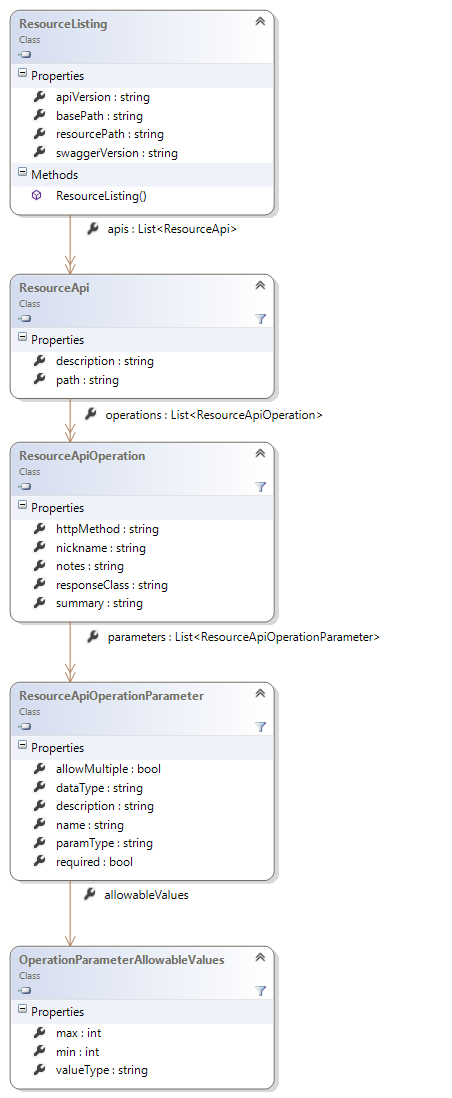 ResourceListing
Class
Properties
apiVersion : string
basePath : string
resourcePath : string
swaggerVersion : string
Methods
ResourceListing()
apis : List<ResourceApi>
ResourceApi
Class
Properties
description : string
path : string
operations : List<ResourceApiOperation>
ResourceApiOperation
Class
Properties
httpMethod : string
nickname : string
notes : string
responseClass : string
summary : string
parameters : List<ResourceApiOperationParameter>
ResourceApiOperationParameter
Class
Properties
allowMultiple : bool
dataType : string
description : string
name : string
paramType : string
required : bool
allowableValues
OperationParameterAllowableValues
Class
Properties
max : int
min : int
valueType : string